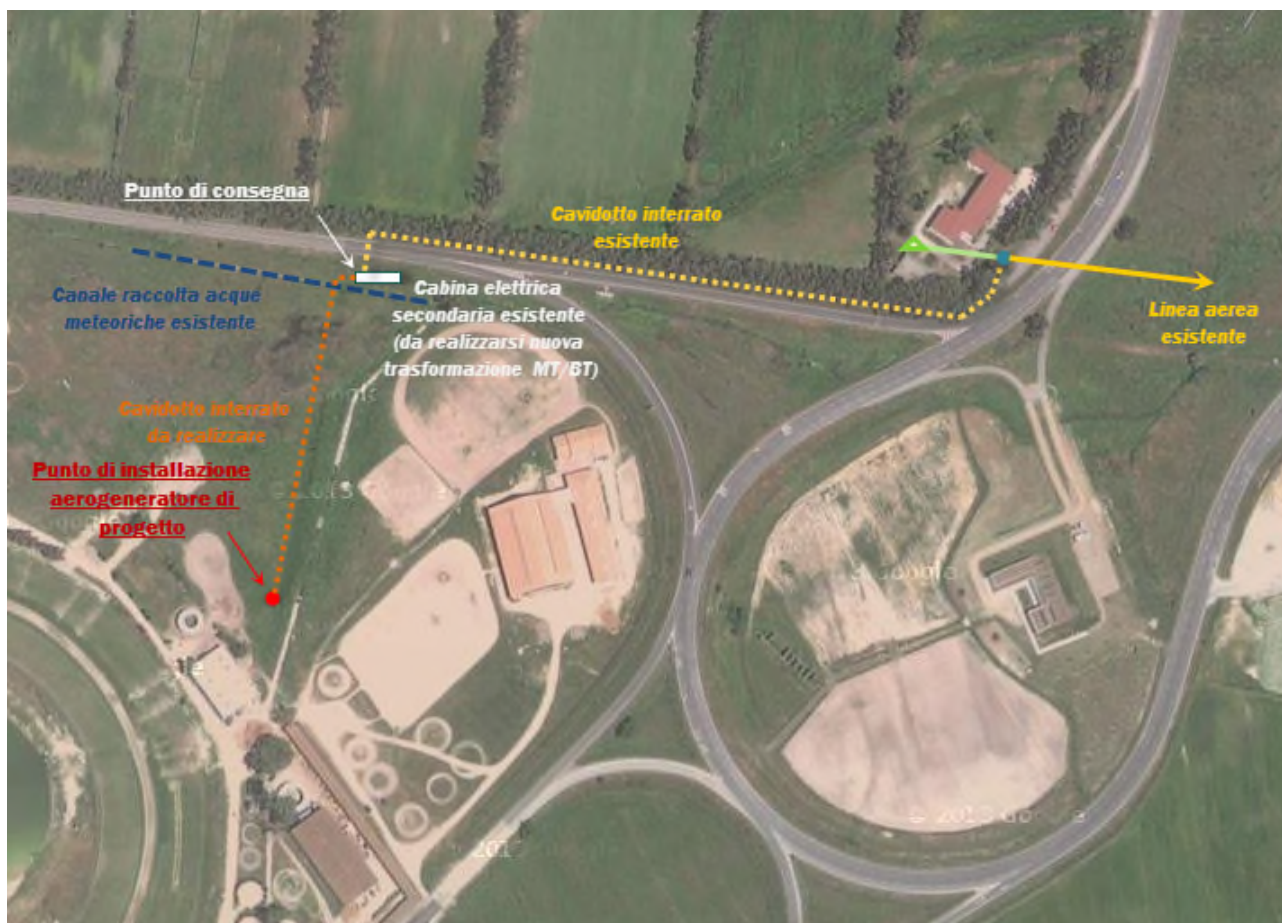 Punto di consegna
Cavidotto interrato
esistente
Canale raccolta acque
meteoriche esistente
Cabina elettrica
secondaria esistente
(da realizzarsi nuova
trasformazione MT/BT)
Linea aerea
esistente
Cavidotto interrato
da realizzare
Punto di installazione
aerogeneratore di
progetto